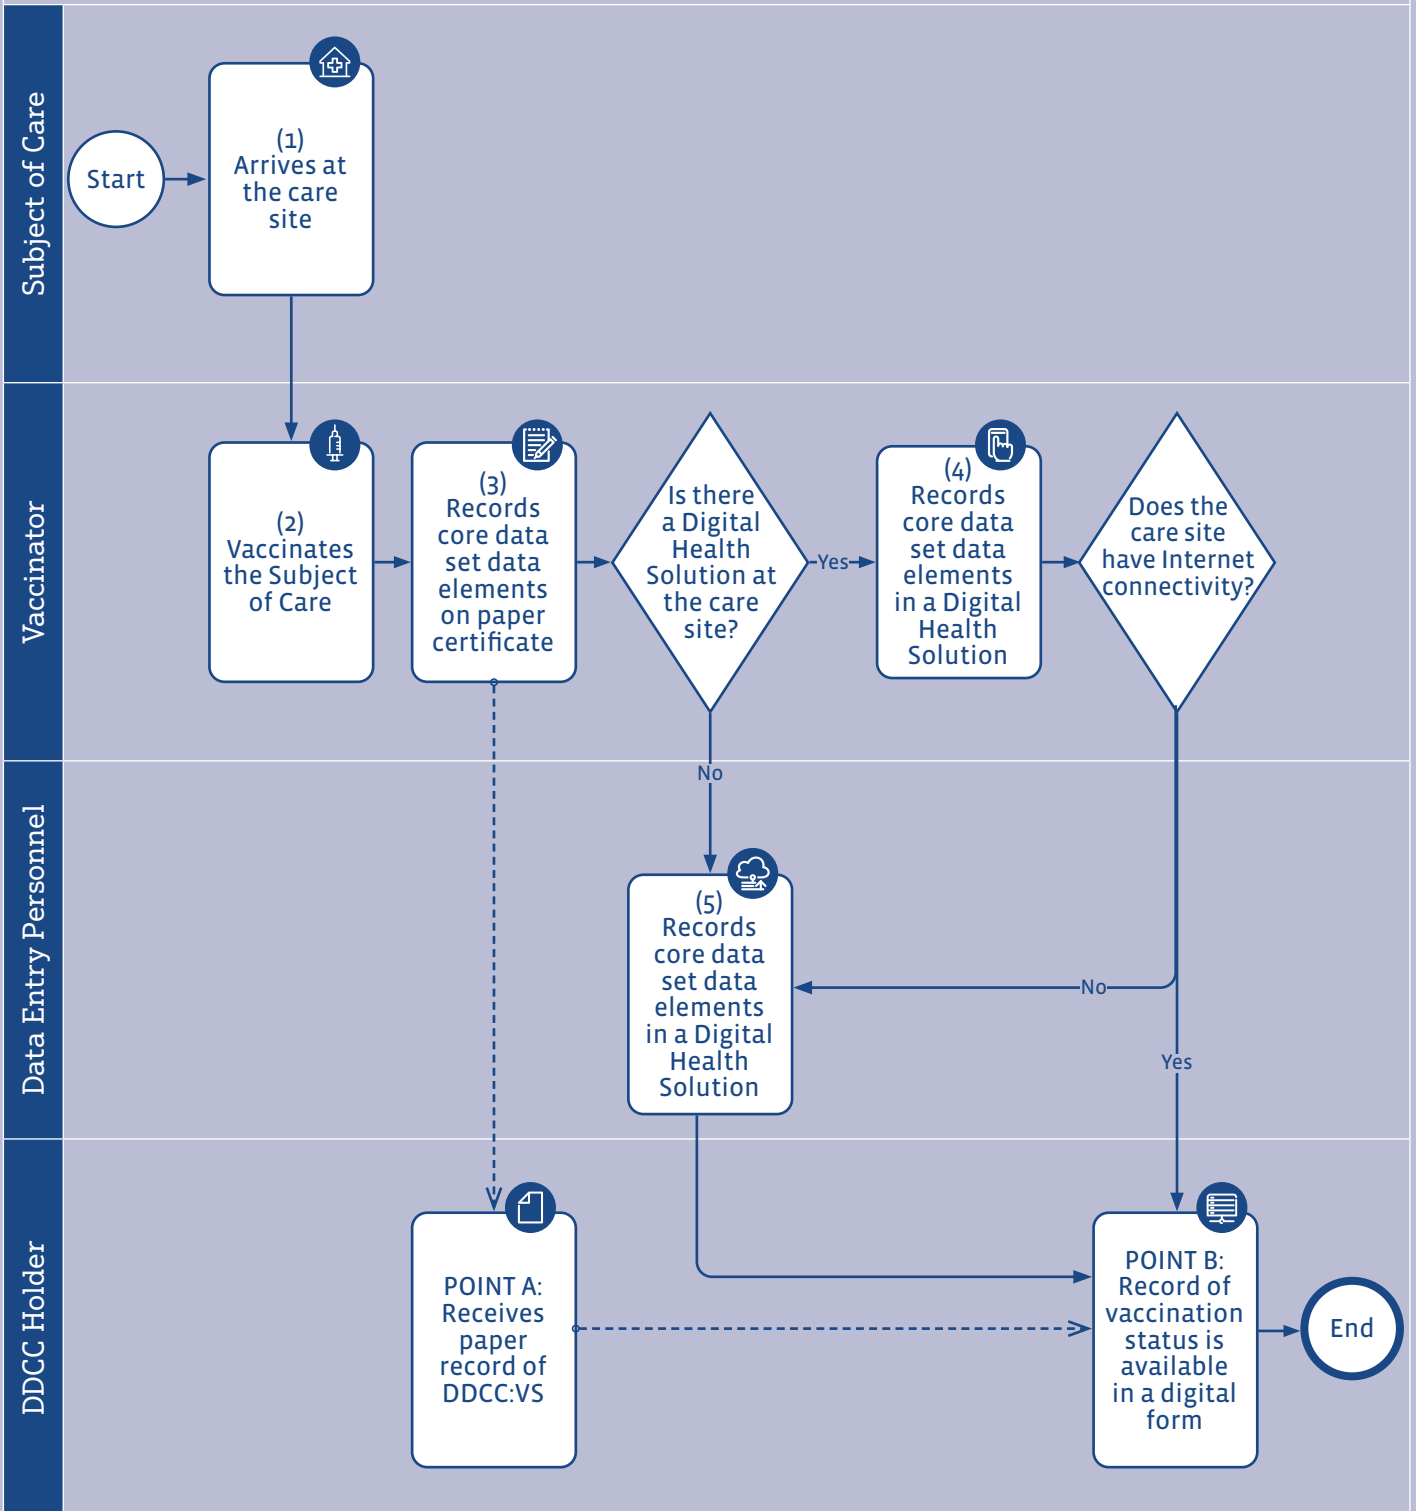 Subject of Care
Start
(1)
Arrives at
the care
site
Vaccinator
(2)
Vaccinates
the Subject
of Care
(3)
Records
core data
set data
elements
on paper
certificate
Is there
a Digital
Health
Solution at
the care
site?
Yes
(4)
Records
core data
set data
elements
in a Digital
Health
Solution
Does the
care site
have Internet
connectivity?
Data Entry Personnel
No
(5)
Records
core data
set data
elements
in a Digital
Health
Solution
No
Yes
DDCC Holder
POINT A:
Receives
paper
record of
DDCC:VS
POINT B:
Record of
vaccination
status is
available
in a digital
form
End